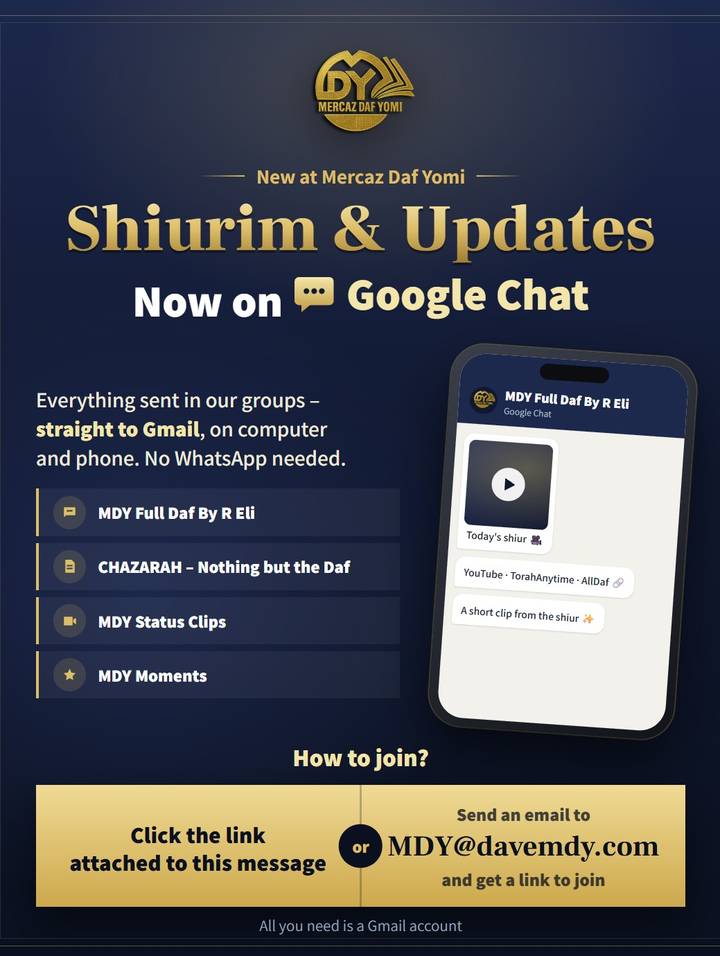 DY
MERCAZ DAF YOMI
New at Mercaz Daf Yomi
Shiurim & Updates
Now on 💬 Google Chat
Everything sent in our groups –
straight to Gmail, on computer
and phone. No WhatsApp needed.
MDY Full Daf By R Eli
CHAZARAH – Nothing but the Daf
MDY Status Clips
MDY Moments
MDY Full Daf By R Eli
Google Chat
Today's shiur 🎥
YouTube · TorahAnytime · AllDaf 🔗
A short clip from the shiur ✨
How to join?
Click the link
attached to this message
or
Send an email to
MDY@davemdy.com
and get a link to join
All you need is a Gmail account